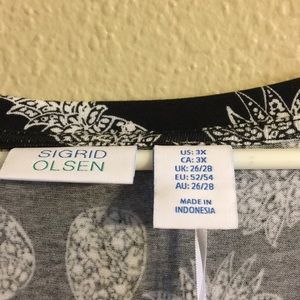 SIGRID
OLSEN
US: 3X
CA: 3X
UK: 26/28
EU: 52/54
AU: 26/28
MADE IN
INDONESIA